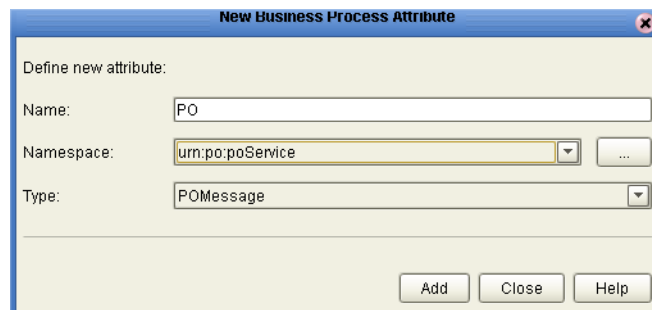 New Business Process Attribute
Define new attribute:
Name: PO
Namespace: urn:po:poService ...
Type: POMessage
Add Close Help